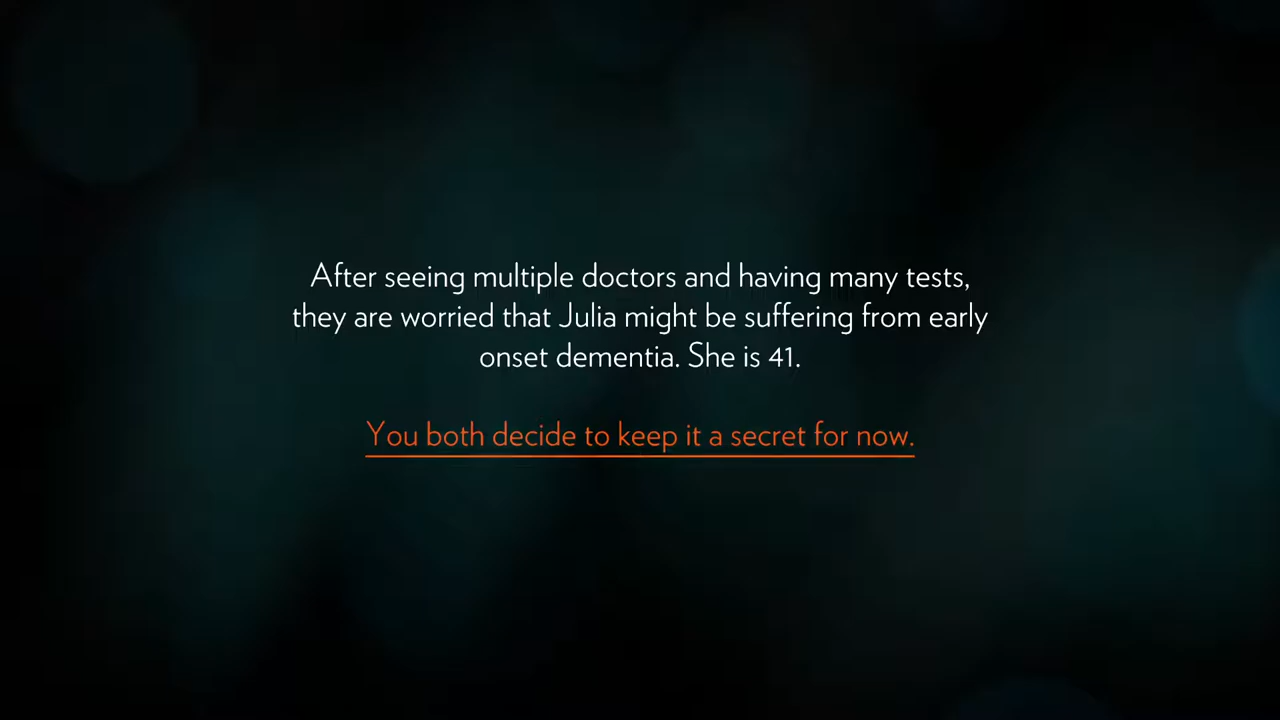 After seeing multiple doctors and having many tests,
they are worried that Julia might be suffering from early
onset dementia. She is 41.
You both decide to keep it a secret for now.